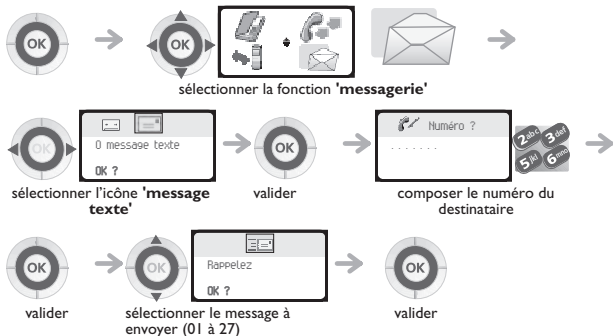 OK
OK
sélectionner la fonction 'messagerie'
OK
0 message texte
OK ?
OK
Numéro ?
. . . . . . .
2abc 3def
5jkl 6mno
sélectionner l'icône 'message
texte'
valider
composer le numéro du
destinataire
OK
OK
Rappelez
OK ?
OK
valider
sélectionner le message à
envoyer (01 à 27)
valider